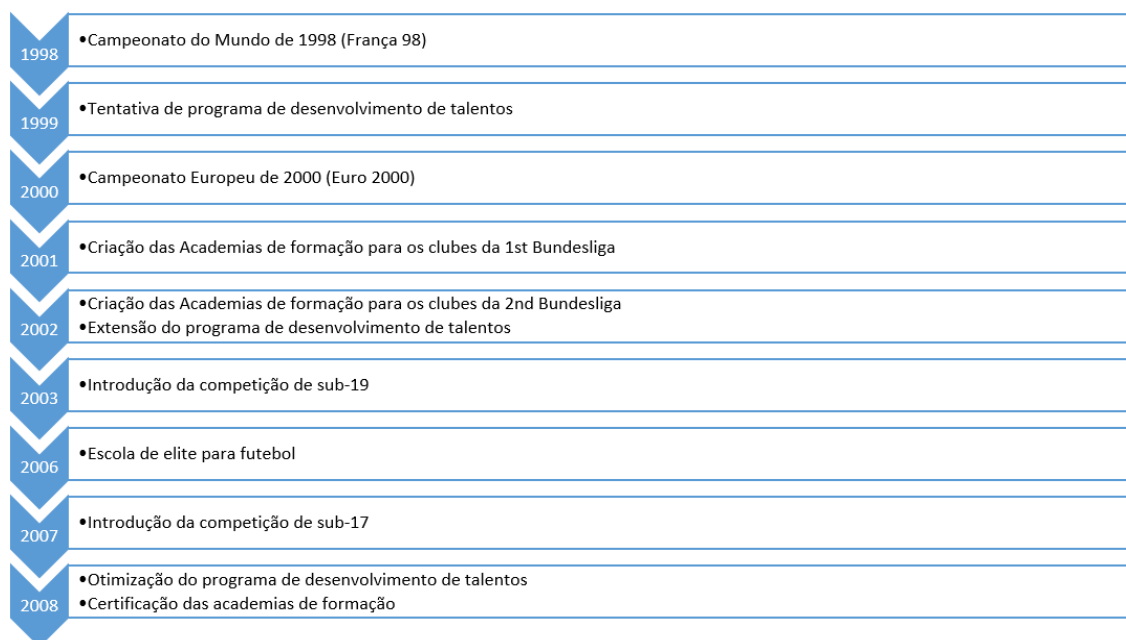 1998
•Campeonato do Mundo de 1998 (França 98)
1999
•Tentativa de programa de desenvolvimento de talentos
2000
•Campeonato Europeu de 2000 (Euro 2000)
2001
•Criação das Academias de formação para os clubes da 1st Bundesliga
2002
•Criação das Academias de formação para os clubes da 2nd Bundesliga
•Extensão do programa de desenvolvimento de talentos
2003
•Introdução da competição de sub-19
2006
•Escola de elite para futebol
2007
•Introdução da competição de sub-17
2008
•Otimização do programa de desenvolvimento de talentos
•Certificação das academias de formação